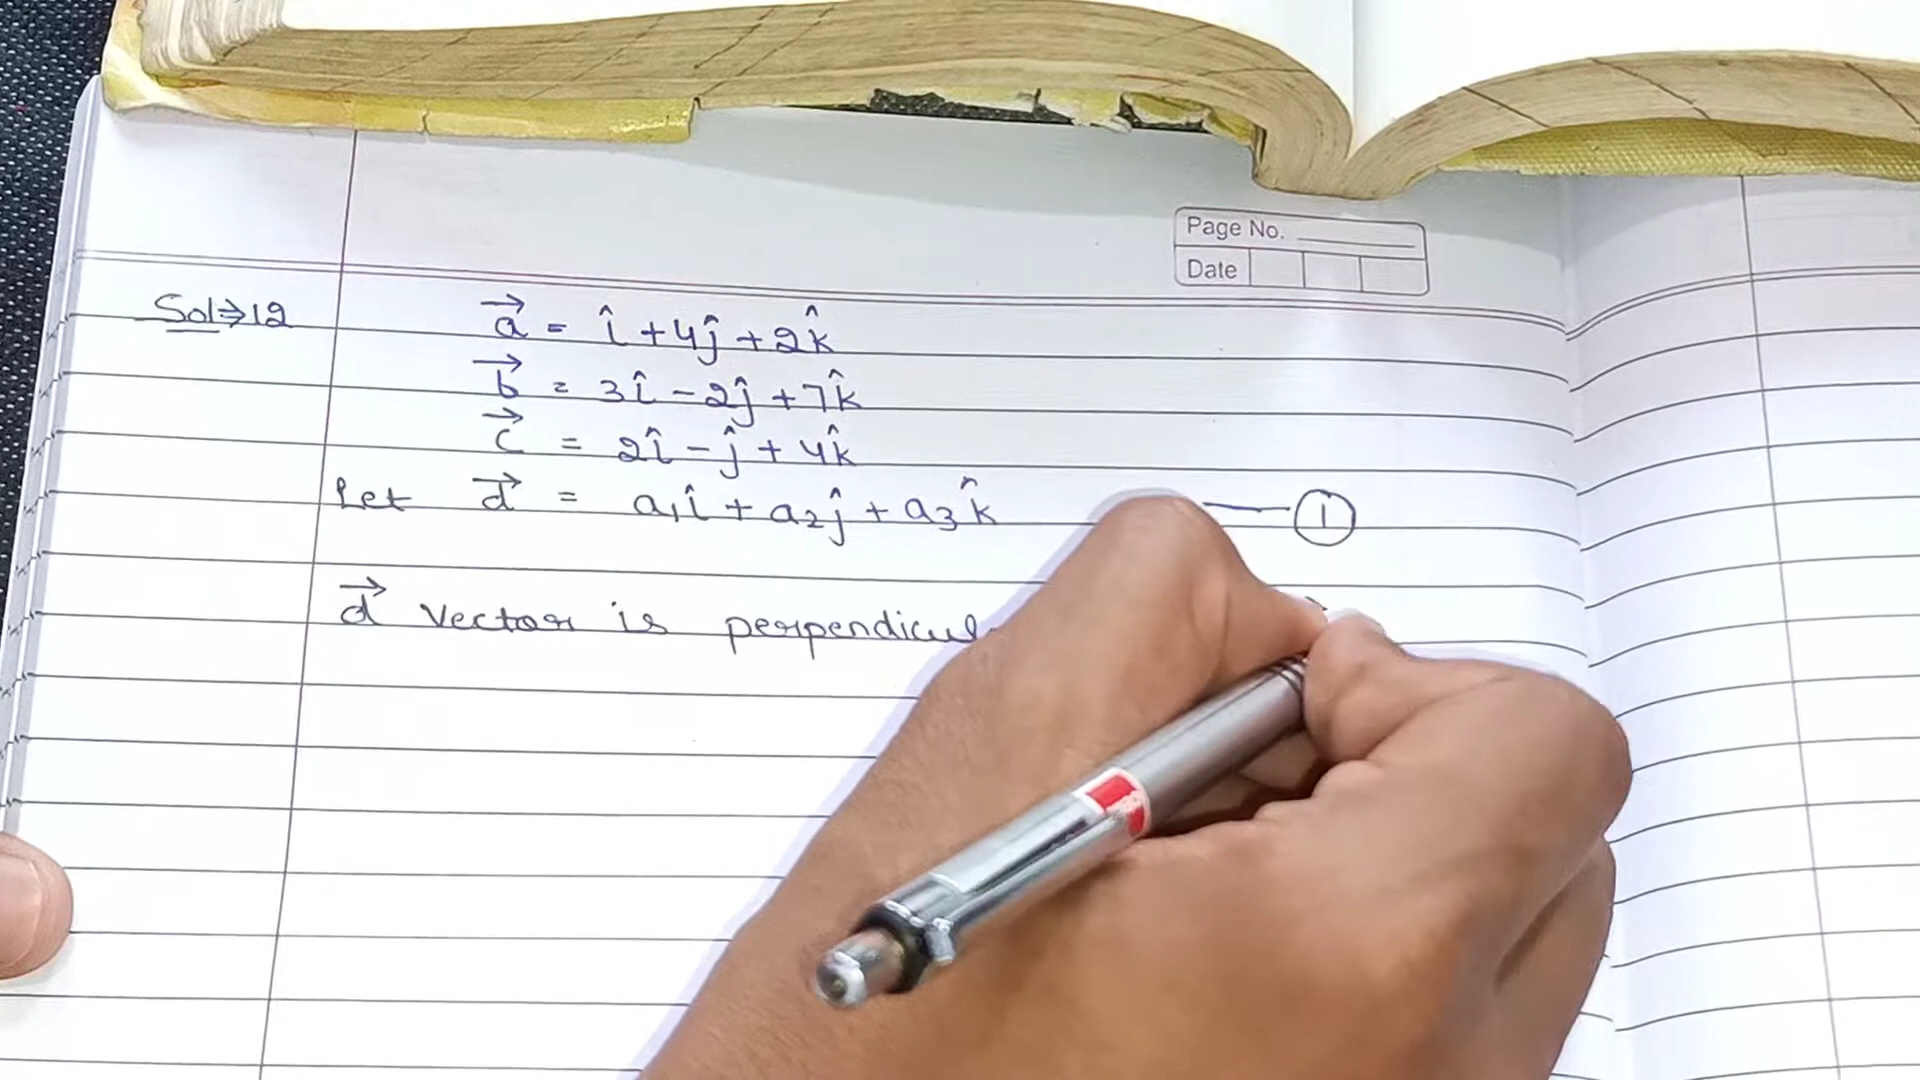 Page No.
Date
Sol⇒12
a⃗ = î + 4ĵ + 2k̂
b⃗ = 3î - 2ĵ + 7k̂
c⃗ = 2î - ĵ + 4k̂
Let d⃗ = a₁î + a₂ĵ + a₃k̂ —— ①
d⃗ vector is